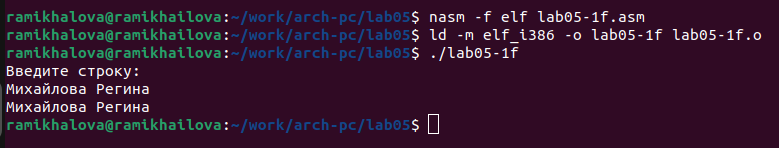 ramikhalova@ramikhailova:~/work/arch-pc/lab05$ nasm -f elf lab05-1f.asm
ramikhalova@ramikhailova:~/work/arch-pc/lab05$ ld -m elf_i386 -o lab05-1f lab05-1f.o
ramikhalova@ramikhailova:~/work/arch-pc/lab05$ ./lab05-1f
Введите строку:
Михайлова Регина
Михайлова Регина
ramikhalova@ramikhailova:~/work/arch-pc/lab05$